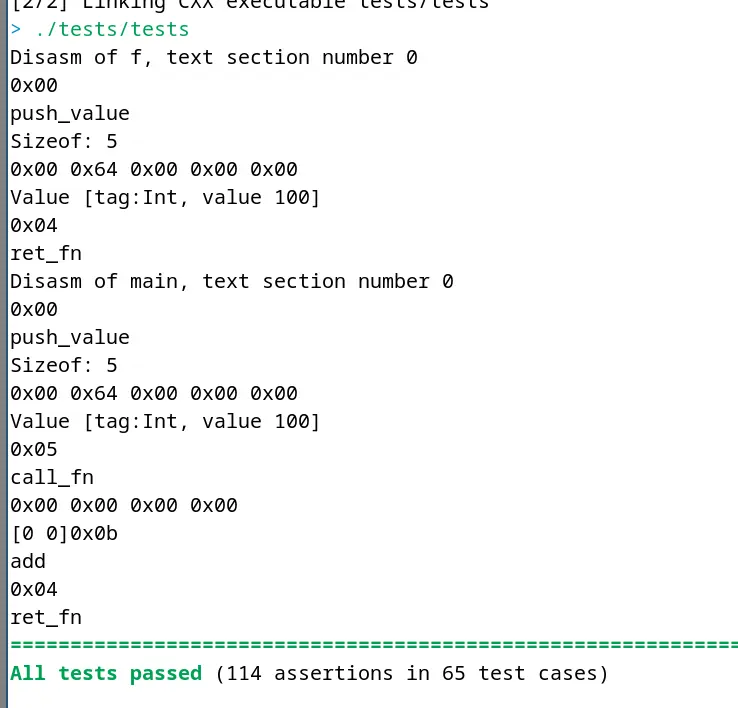 [2/2] Linking CXX executable tests/tests
> ./tests/tests
Disasm of f, text section number 0
0x00
push_value
Sizeof: 5
0x00 0x64 0x00 0x00 0x00
Value [tag:Int, value 100]
0x04
ret_fn
Disasm of main, text section number 0
0x00
push_value
Sizeof: 5
0x00 0x64 0x00 0x00 0x00
Value [tag:Int, value 100]
0x05
call_fn
0x00 0x00 0x00 0x00
[0 0]0x0b
add
0x04
ret_fn
=============================================================
All tests passed (114 assertions in 65 test cases)